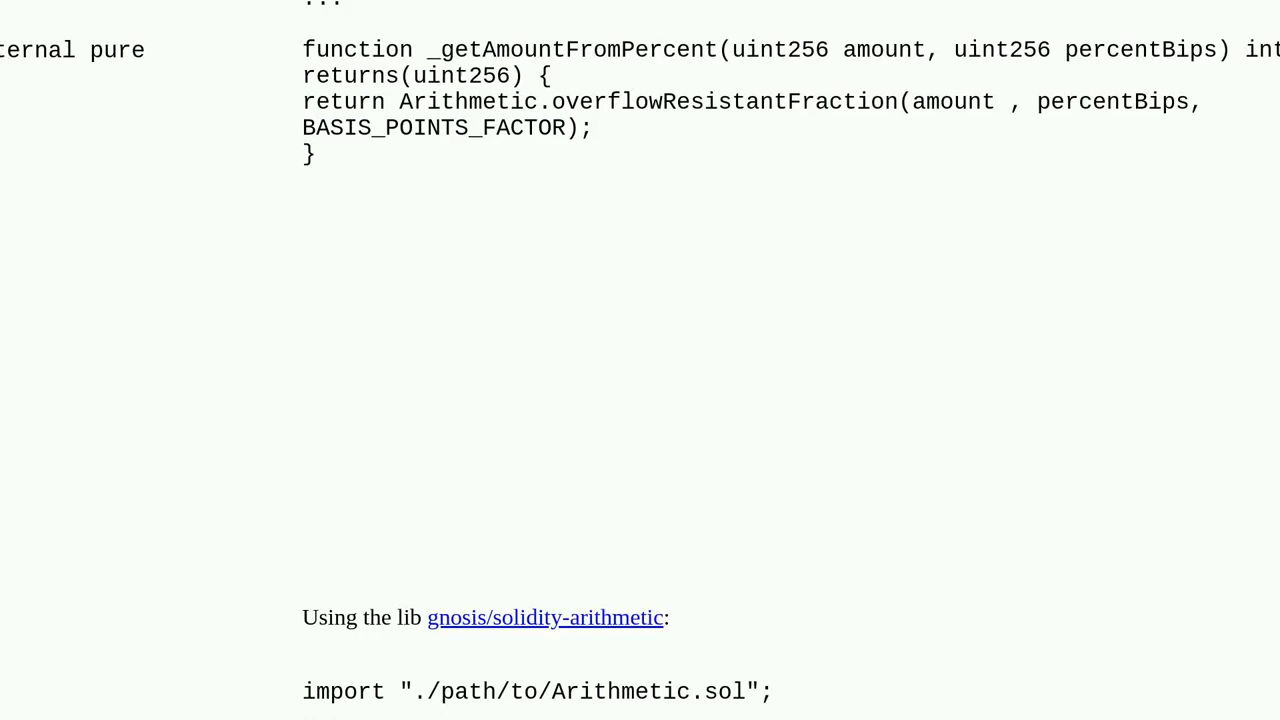 ...
ternal pure
function _getAmountFromPercent(uint256 amount, uint256 percentBips) int
returns(uint256) {
return Arithmetic.overflowResistantFraction(amount , percentBips,
BASIS_POINTS_FACTOR);
}
Using the lib gnosis/solidity-arithmetic:
import "./path/to/Arithmetic.sol";